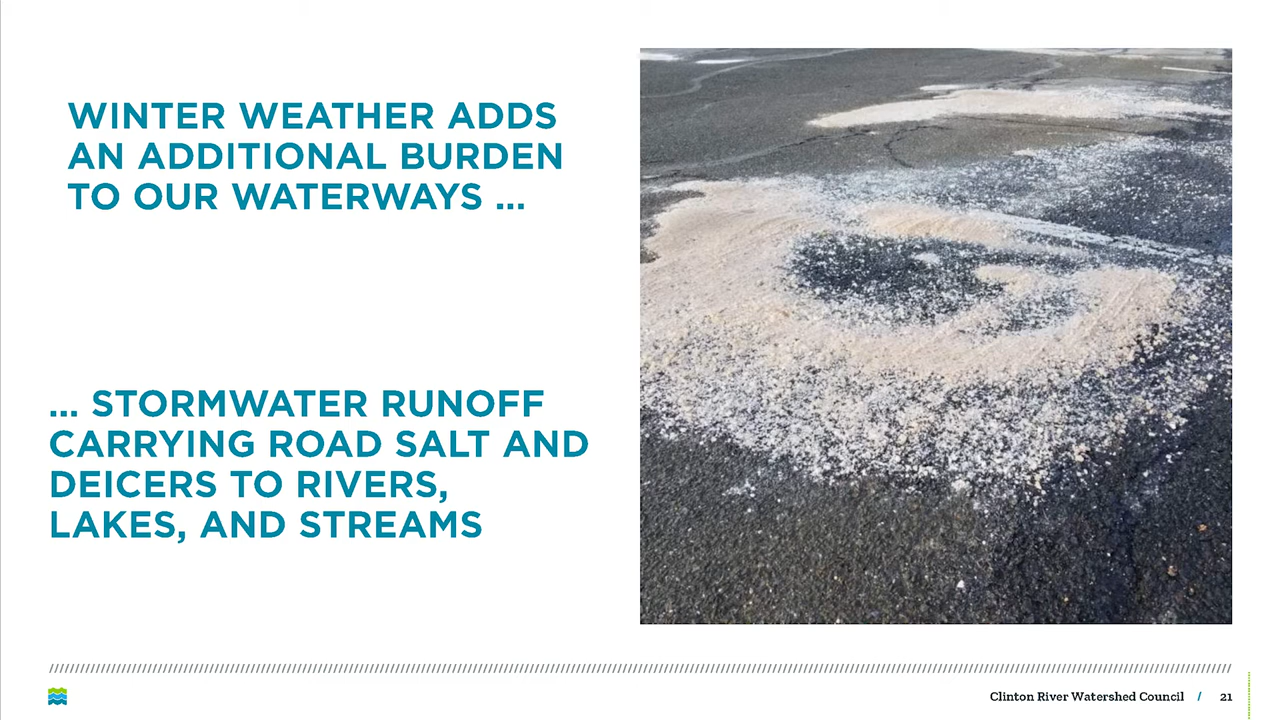 WINTER WEATHER ADDS
AN ADDITIONAL BURDEN
TO OUR WATERWAYS ...
... STORMWATER RUNOFF
CARRYING ROAD SALT AND
DEICERS TO RIVERS,
LAKES, AND STREAMS
Clinton River Watershed Council / 21